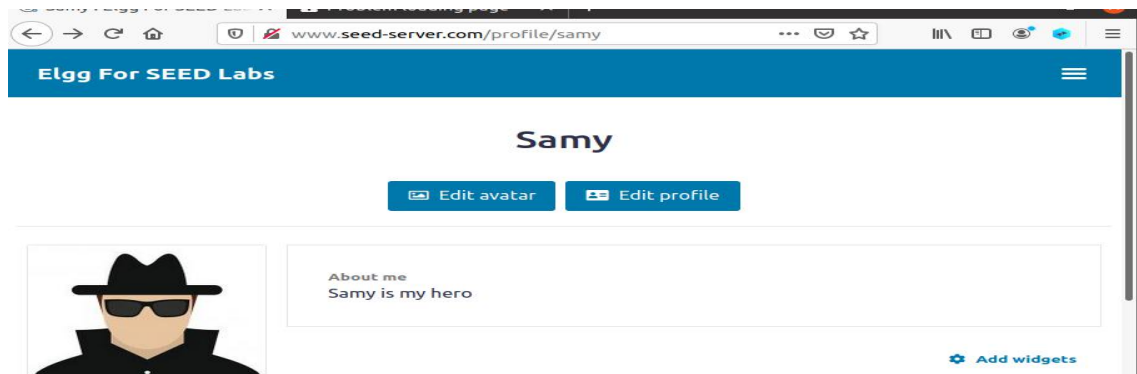 www.seed-server.com/profile/samy
Elgg For SEED Labs
Samy
Edit avatar
Edit profile
About me
Samy is my hero
Add widgets